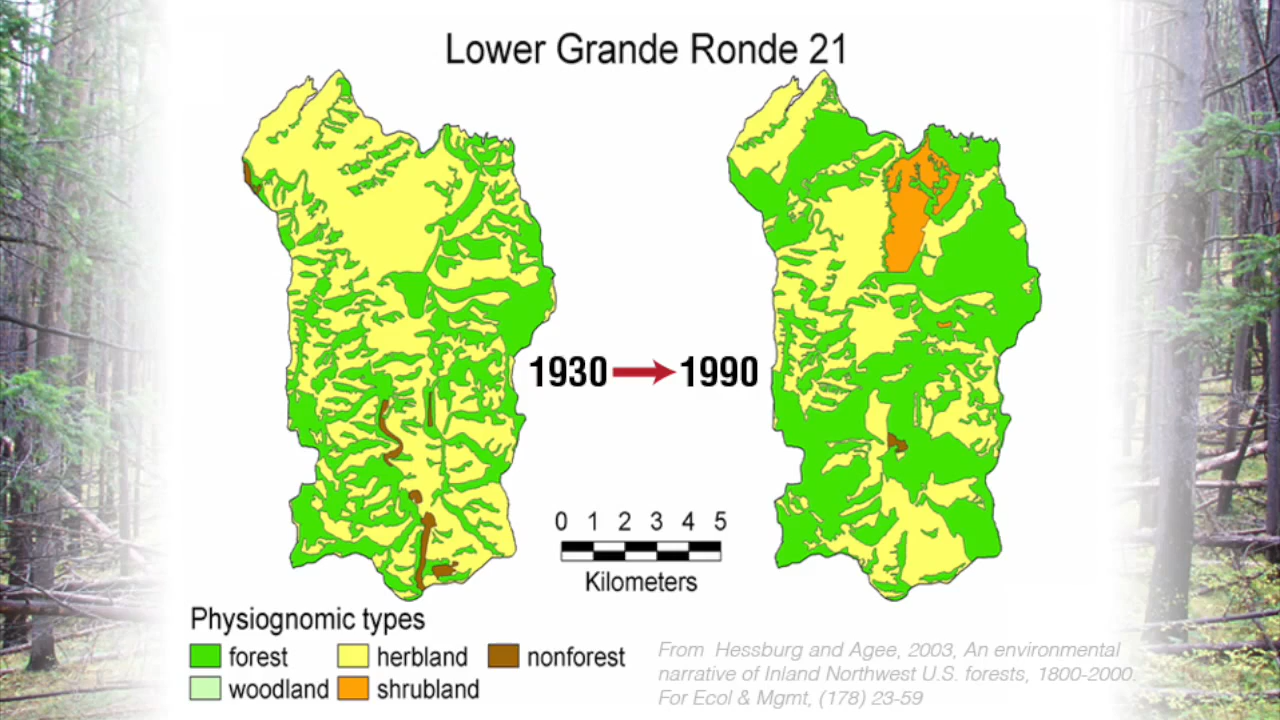 Lower Grande Ronde 21
1930 1990
0 1 2 3 4 5
Kilometers
Physiognomic types
forest herbland nonforest
woodland shrubland
From Hessburg and Agee, 2003, An environmental
narrative of Inland Northwest U.S. forests, 1800-2000.
For Ecol & Mgmt, (178) 23-59